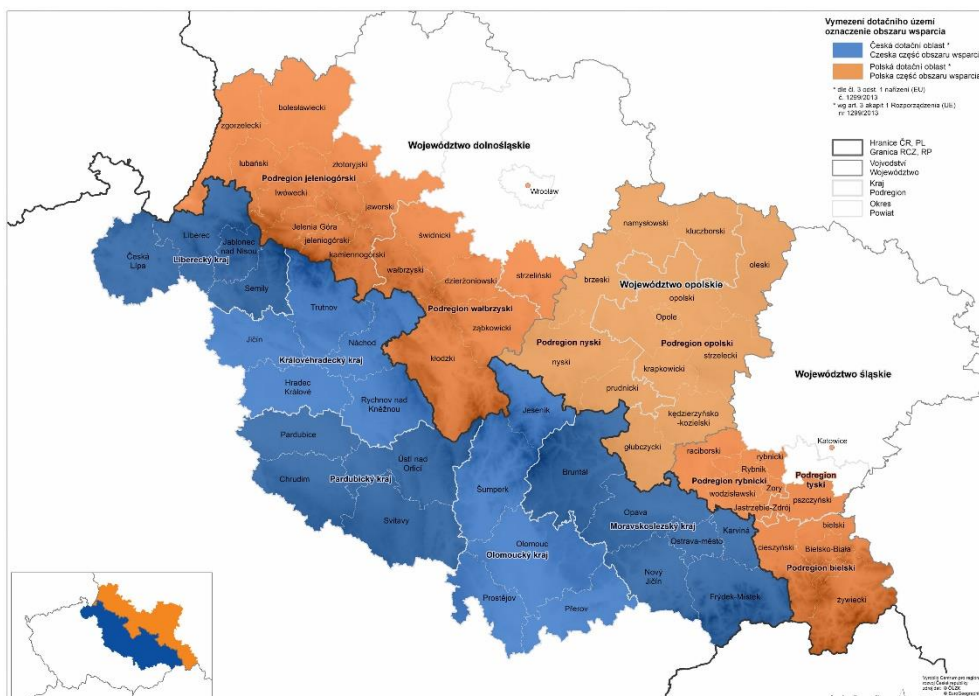 Vymezení dotačního území
oznaczenie obszaru wsparcia
Česká dotační oblast *
Czeska część obszaru wsparcia
Polská dotační oblast *
Polska część obszaru wsparcia
* dle čl. 3 odst. 1 nařízení (EU)
č. 1299/2013
* wg art. 3 akapit 1 Rozporządzenia (UE)
nr 1299/2013
Hranice ČR, PL
Granica RCZ, RP
Vojvodství
Województwo
Kraj
Podregion
Okres
Powiat
bolesławiecki
zgorzelecki
Województwo dolnośląskie
lubański
złotoryjski
Podregion jeleniogórski
lwówecki
Wrocław
jaworski
Jelenia Góra
jeleniogórski
kamiennogórski
świdnicki
wałbrzyski
dzierżoniowski
strzeliński
Podregion wałbrzyski
ząbkowicki
kłodzki
namysłowski
kluczborski
oleski
brzeski
Województwo opolskie
opolski
Opole
Podregion nyski
Podregion opolski
nyski
strzelecki
krapkowicki
prudnicki
kędzierzyńsko
-kozielski
głubczycki
Województwo śląskie
Katowice
raciborski
rybnicki
Rybnik
Podregion
tyski
Podregion rybnicki
Żory
wodzisławski
pszczyński
Jastrzębie-Zdrój
bielski
cieszyński
Bielsko-Biała
Podregion bielski
żywiecki
Česká
Lípa
Liberec
Jablonec
nad Nisou
Liberecký kraj
Semily
Trutnov
Jičín
Náchod
Královéhradecký kraj
Hradec
Králové
Rychnov nad
Kněžnou
Pardubice
Ústí nad
Orlicí
Chrudim
Pardubický kraj
Svitavy
Jeseník
Šumperk
Bruntál
Olomouc
Olomoucký kraj
Prostějov
Přerov
Opava
Moravskoslezský kraj
Karviná
Ostrava-město
Nový
Jičín
Frýdek-Místek